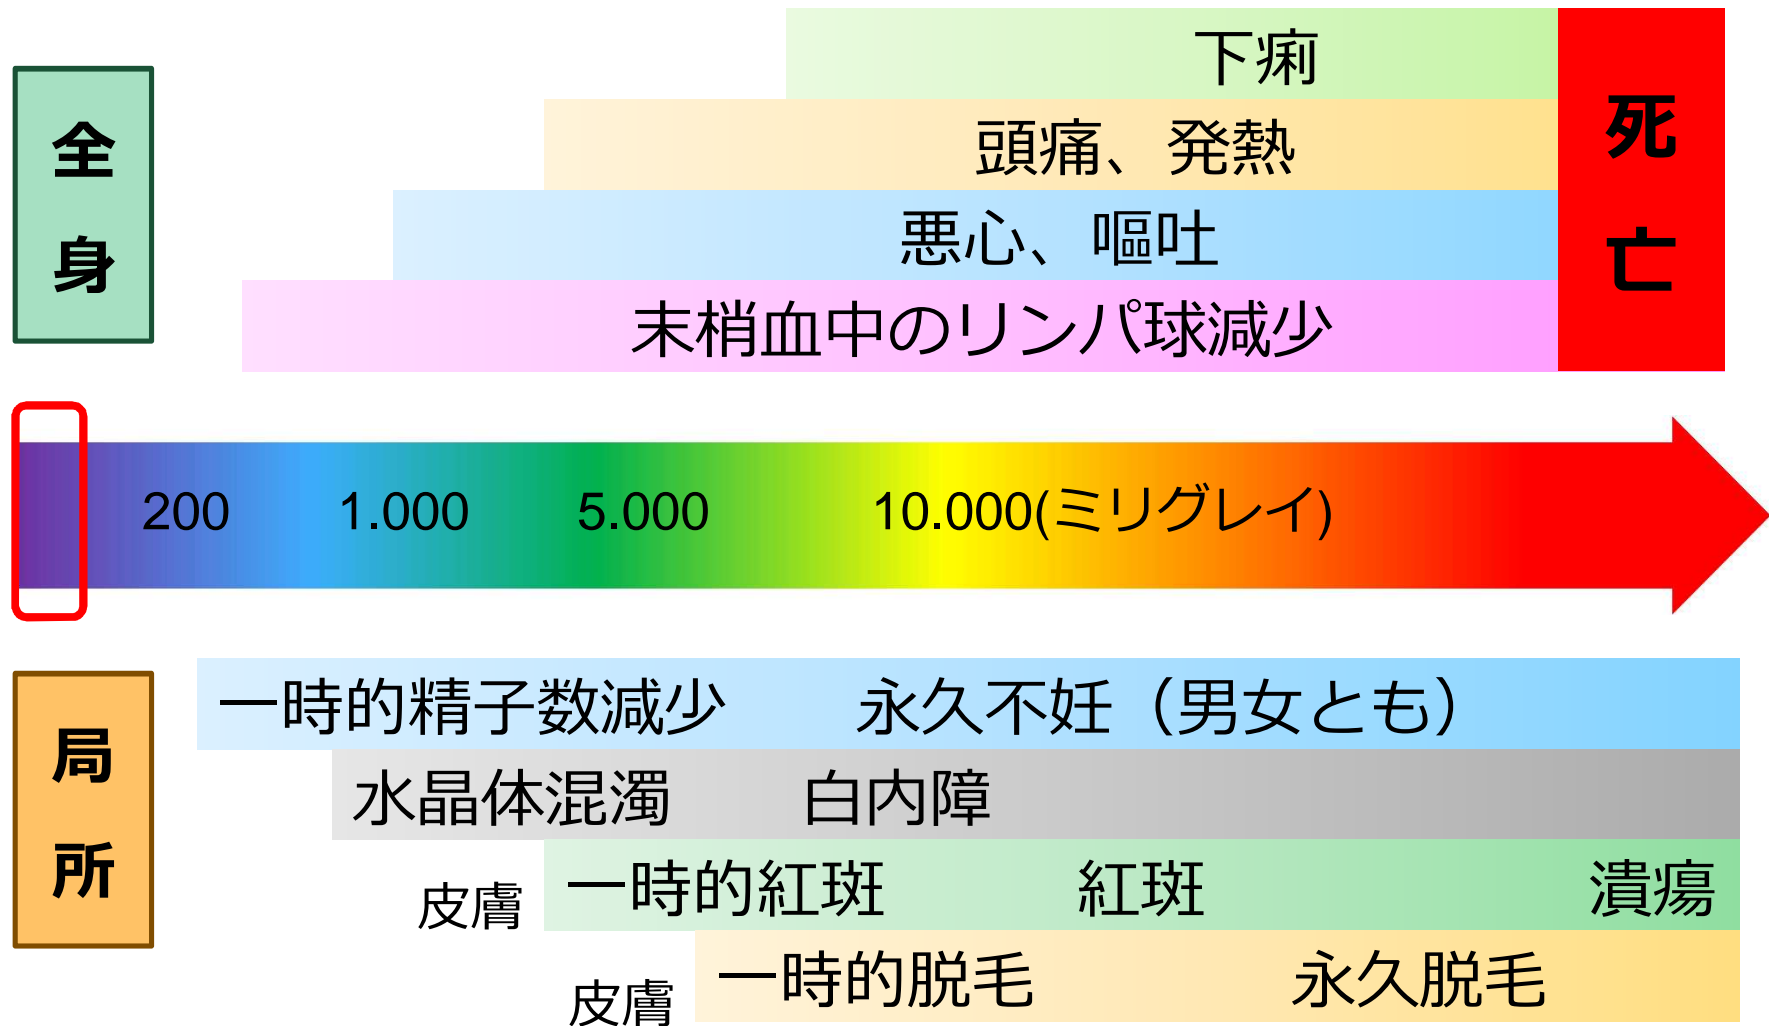 全身
下痢
頭痛、発熱
悪心、嘔吐
末梢血中のリンパ球減少
死亡
200 1.000 5.000 10.000(ミリグレイ)
局所
一時的精子数減少 永久不妊（男女とも）
水晶体混濁 白内障
皮膚 一時的紅斑 紅斑 潰瘍
皮膚 一時的脱毛 永久脱毛